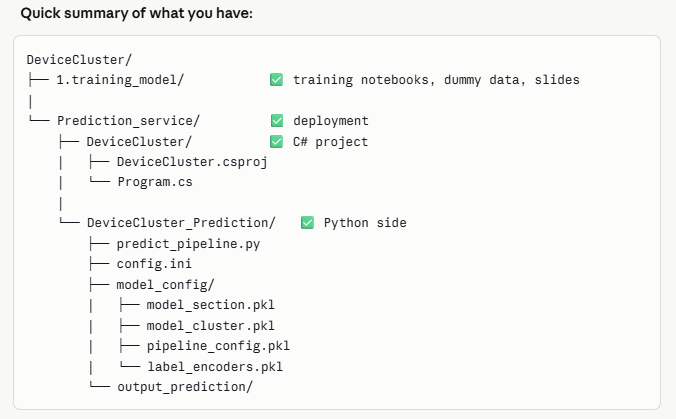 Quick summary of what you have:
DeviceCluster/
├── 1.training_model/ ✅ training notebooks, dummy data, slides
│
└── Prediction_service/ ✅ deployment
    ├── DeviceCluster/ ✅ C# project
    │   ├── DeviceCluster.csproj
    │   └── Program.cs
    │
    └── DeviceCluster_Prediction/ ✅ Python side
        ├── predict_pipeline.py
        ├── config.ini
        ├── model_config/
        │   ├── model_section.pkl
        │   ├── model_cluster.pkl
        │   ├── pipeline_config.pkl
        │   └── label_encoders.pkl
        └── output_prediction/